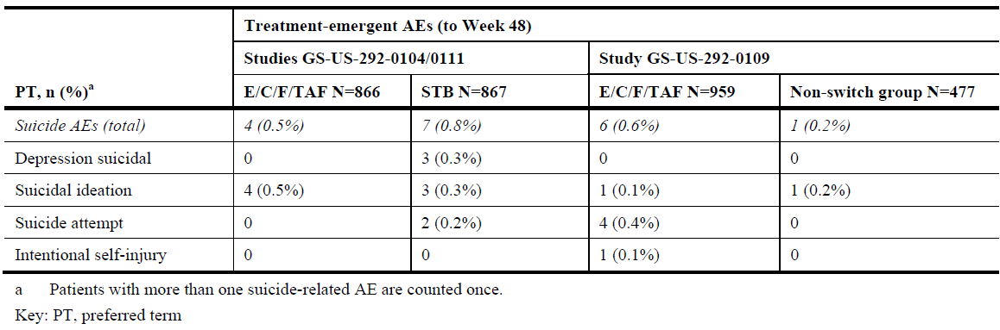 Treatment-emergent AEs (to Week 48)
Studies GS-US-292-0104/0111 Study GS-US-292-0109
PT, n (%)a E/C/F/TAF N=866 STB N=867 E/C/F/TAF N=959 Non-switch group N=477
Suicide AEs (total) 4 (0.5%) 7 (0.8%) 6 (0.6%) 1 (0.2%)
Depression suicidal 0 3 (0.3%) 0 0
Suicidal ideation 4 (0.5%) 3 (0.3%) 1 (0.1%) 1 (0.2%)
Suicide attempt 0 2 (0.2%) 4 (0.4%) 0
Intentional self-injury 0 0 1 (0.1%) 0
a Patients with more than one suicide-related AE are counted once.
Key: PT, preferred term